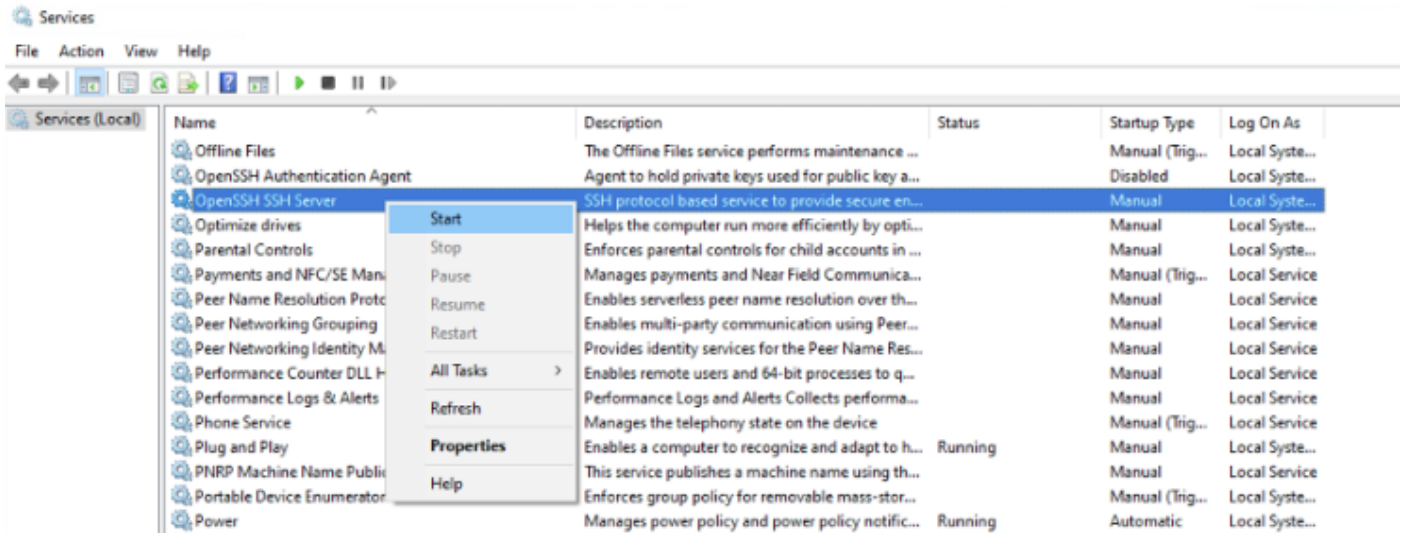 Services
File Action View Help
Services (Local)
Name Description Status Startup Type Log On As
Offline Files The Offline Files service performs maintenance ... Manual (Trig... Local Syste...
OpenSSH Authentication Agent Agent to hold private keys used for public key a... Disabled Local Syste...
OpenSSH SSH Server SSH protocol based service to provide secure en... Manual Local Syste...
Start
Optimize drives Helps the computer run more efficiently by opti... Manual Local Syste...
Stop
Parental Controls Enforces parental controls for child accounts in ... Manual Local Syste...
Pause
Payments and NFC/SE Mana Manages payments and Near Field Communica... Manual (Trig... Local Service
Resume
Peer Name Resolution Proto Enables serverless peer name resolution over th... Manual Local Service
Peer Networking Grouping Enables multi-party communication using Peer... Manual Local Service
Restart
Peer Networking Identity M Provides identity services for the Peer Name Res... Manual Local Service
All Tasks >
Performance Counter DLL H Enables remote users and 64-bit processes to q... Manual Local Service
Performance Logs & Alerts Performance Logs and Alerts Collects performa... Manual Local Service
Refresh
Phone Service Manages the telephony state on the device Manual (Trig... Local Service
Properties
Plug and Play Enables a computer to recognize and adapt to h... Running Manual Local Syste...
PNRP Machine Name Public This service publishes a machine name using th... Manual Local Service
Help
Portable Device Enumerator Enforces group policy for removable mass-stor... Manual (Trig... Local Syste...
Power Manages power policy and power policy notific... Running Automatic Local Syste...